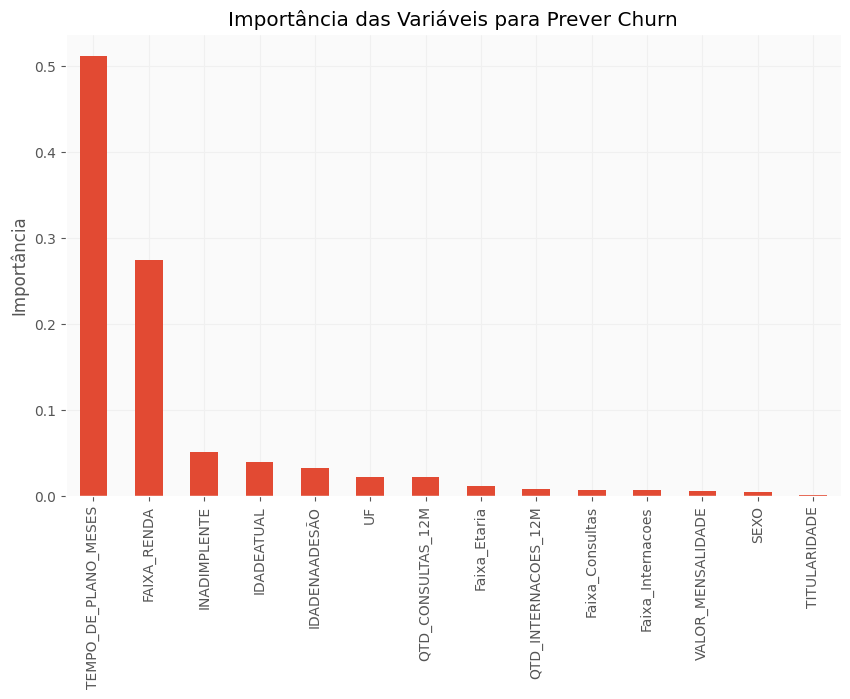 Importância das Variáveis para Prever Churn
Importância
0.5
0.4
0.3
0.2
0.1
0.0
TEMPO_DE_PLANO_MESES
FAIXA_RENDA
INADIMPLENTE
IDADEATUAL
IDADENAADESÃO
UF
QTD_CONSULTAS_12M
Faixa_Etaria
QTD_INTERNACOES_12M
Faixa_Consultas
Faixa_Internacoes
VALOR_MENSALIDADE
SEXO
TITULARIDADE